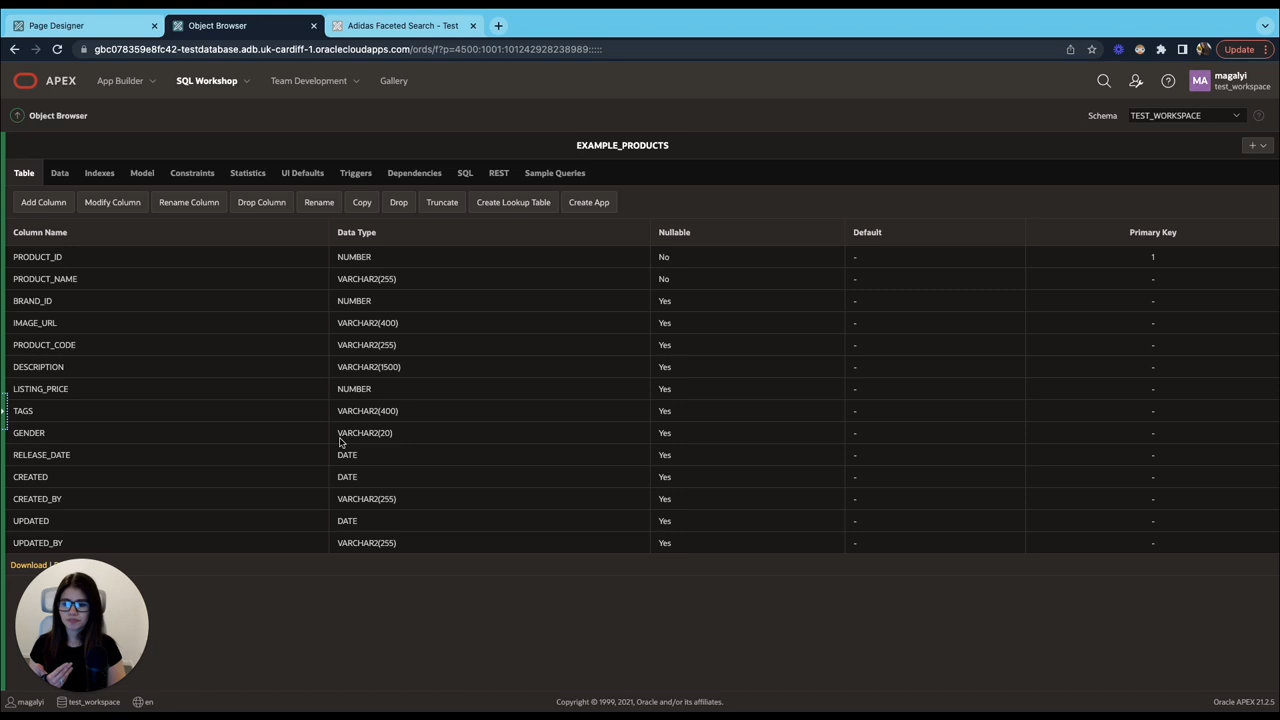 Page Designer
Object Browser
Adidas Faceted Search - Test
gbc078359e8fc42-testdatabase.adb.uk-cardiff-1.oraclecloudapps.com/ords/f?p=4500:1001:101242928238989:::::
Update
APEX App Builder SQL Workshop Team Development Gallery
MA magalyi
test_workspace
Object Browser Schema TEST_WORKSPACE
EXAMPLE_PRODUCTS
Table Data Indexes Model Constraints Statistics UI Defaults Triggers Dependencies SQL REST Sample Queries
Add Column Modify Column Rename Column Drop Column Rename Copy Drop Truncate Create Lookup Table Create App
Column Name Data Type Nullable Default Primary Key
PRODUCT_ID NUMBER No - 1
PRODUCT_NAME VARCHAR2(255) No - -
BRAND_ID NUMBER Yes - -
IMAGE_URL VARCHAR2(400) Yes - -
PRODUCT_CODE VARCHAR2(255) Yes - -
DESCRIPTION VARCHAR2(1500) Yes - -
LISTING_PRICE NUMBER Yes - -
TAGS VARCHAR2(400) Yes - -
GENDER VARCHAR2(20) Yes - -
RELEASE_DATE DATE Yes - -
CREATED DATE Yes - -
CREATED_BY VARCHAR2(255) Yes - -
UPDATED DATE Yes - -
UPDATED_BY VARCHAR2(255) Yes - -
Download
magalyi test_workspace en Copyright © 1999, 2021, Oracle and/or its affiliates. Oracle APEX 21.2.5